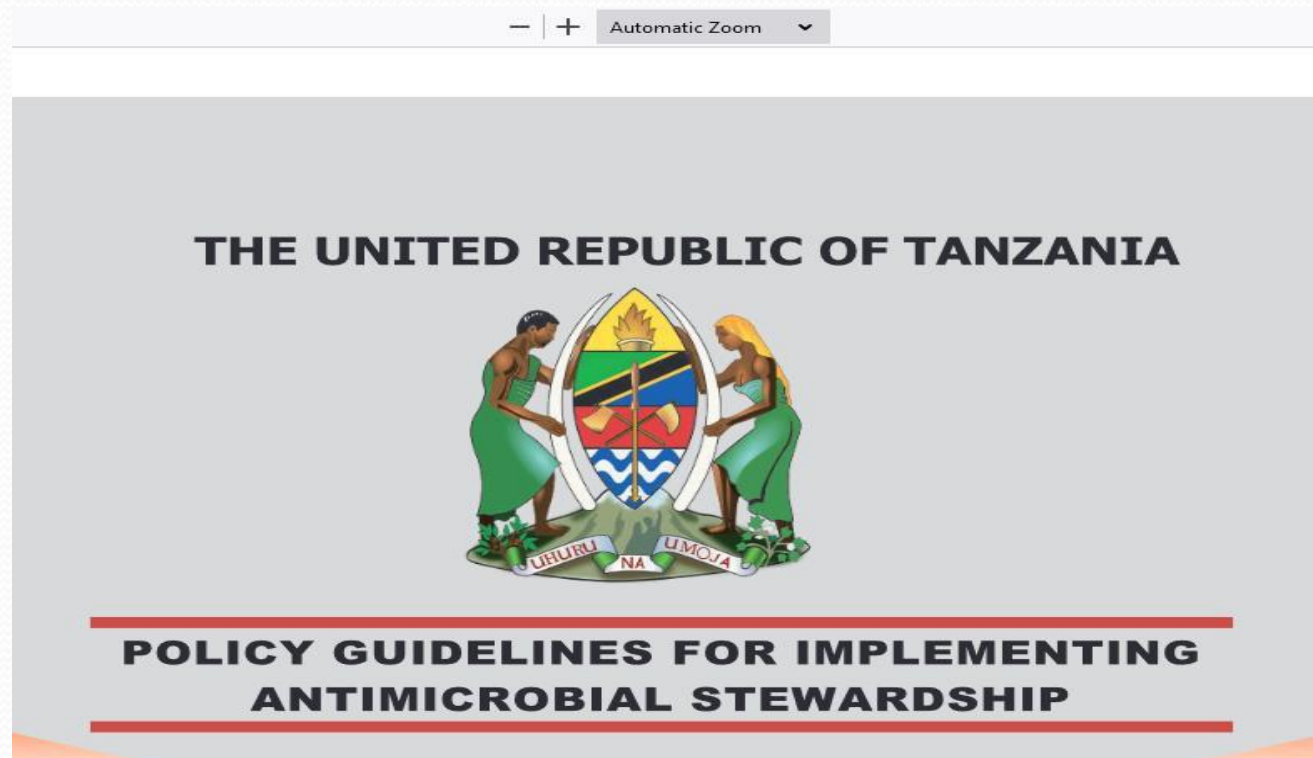 Automatic Zoom
THE UNITED REPUBLIC OF TANZANIA
UHURU NA UMOJA
POLICY GUIDELINES FOR IMPLEMENTING
ANTIMICROBIAL STEWARDSHIP